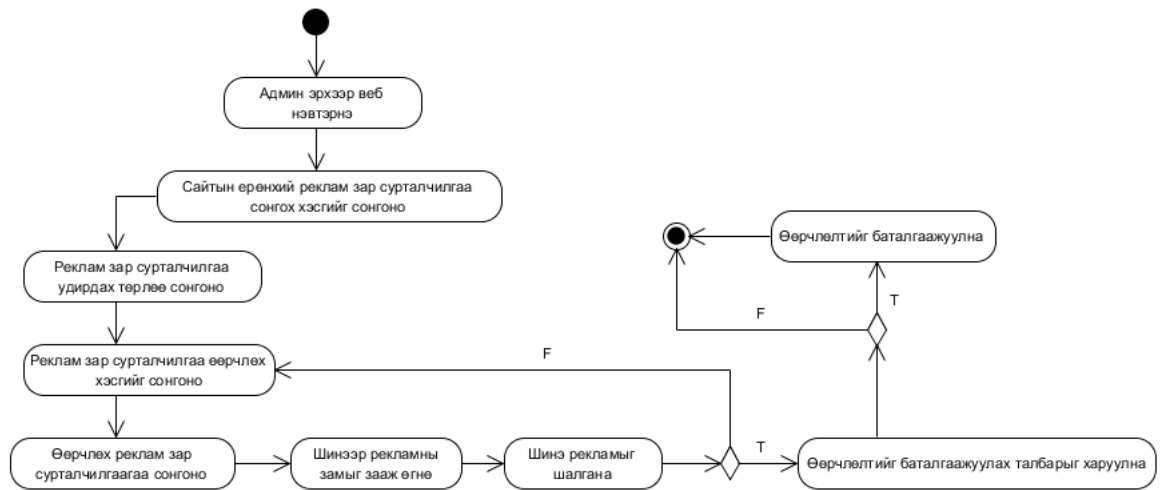 Админ эрхээр веб
нэвтэрнэ
Сайтын ерөнхий реклам зар сурталчилгаа
сонгох хэсгийг сонгоно
Реклам зар сурталчилгаа
удирдах төрлөө сонгоно
Реклам зар сурталчилгаа өөрчлөх
хэсгийг сонгоно
Өөрчлөх реклам зар
сурталчилгаагаа сонгоно
Шинээр рекламны
замыг зааж өгнө
Шинэ рекламыг
шалгана
F
T
Өөрчлөлтийг баталгаажуулах талбарыг харуулна
F
T
Өөрчлөлтийг баталгаажуулна